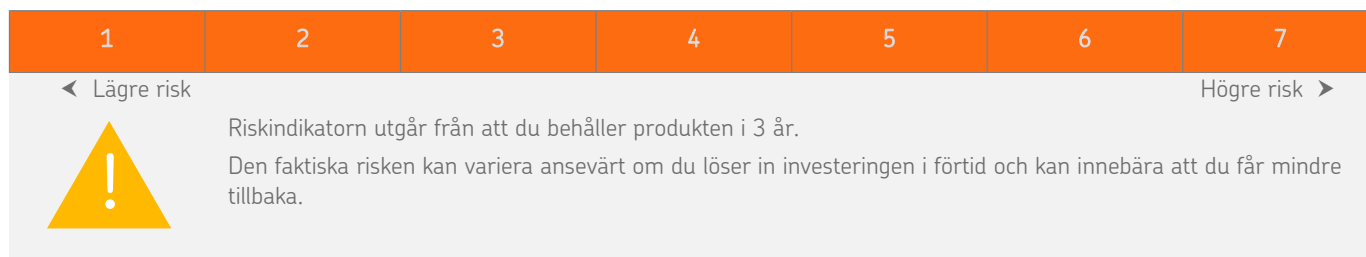 1 2 3 4 5 6 7
Lägre risk Högre risk
Riskindikatorn utgår från att du behåller produkten i 3 år.
Den faktiska risken kan variera ansevärt om du löser in investeringen i förtid och kan innebära att du får mindre
tillbaka.